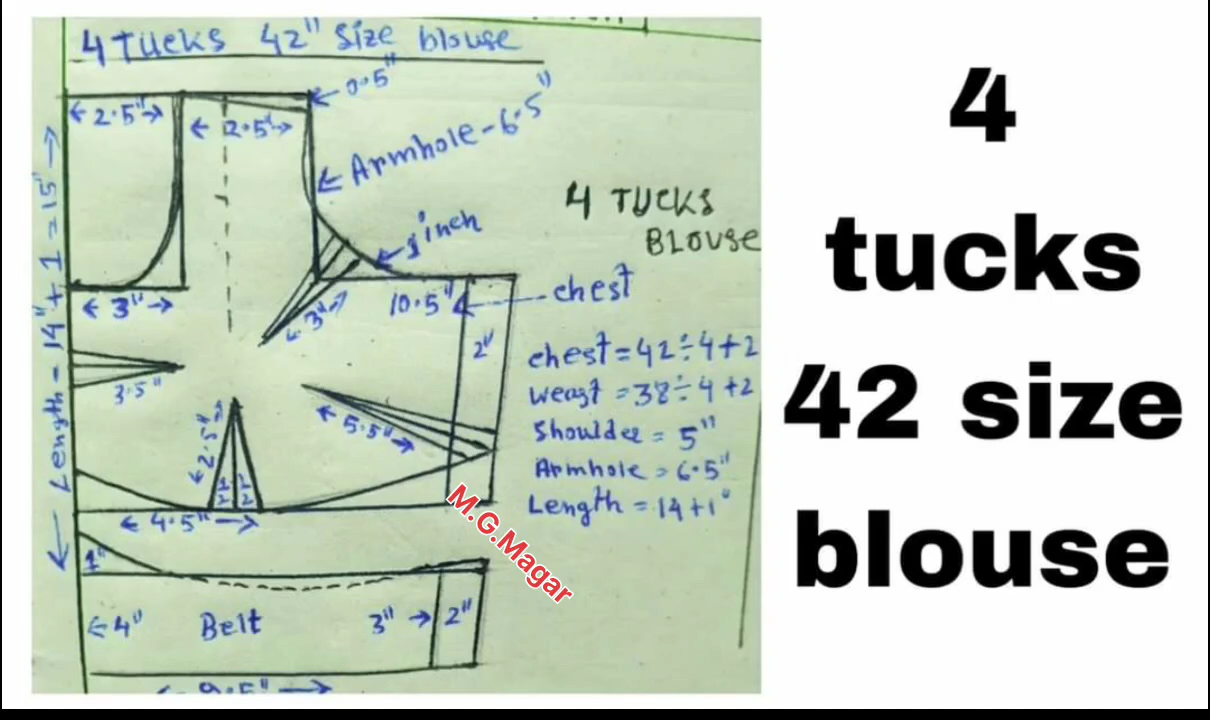 4 TUCKS 42" Size blouse
0.5"
2.5"
2.5"
Armhole - 6.5"
Length - 14" + 1 = 15"
4 TUCKS
BLOUSE
1 inch
3"
3"
10.5"
chest
2"
3.5"
5.5"
2.5"
1/2 1/2
4.5"
chest = 42 ÷ 4 + 2
Weast = 38 ÷ 4 + 2
Shoulder = 5"
Armhole = 6.5"
Length = 14 + 1"
M.G.Magar
1"
4"
Belt
3"
2"
9.5"
4
tucks
42 size
blouse